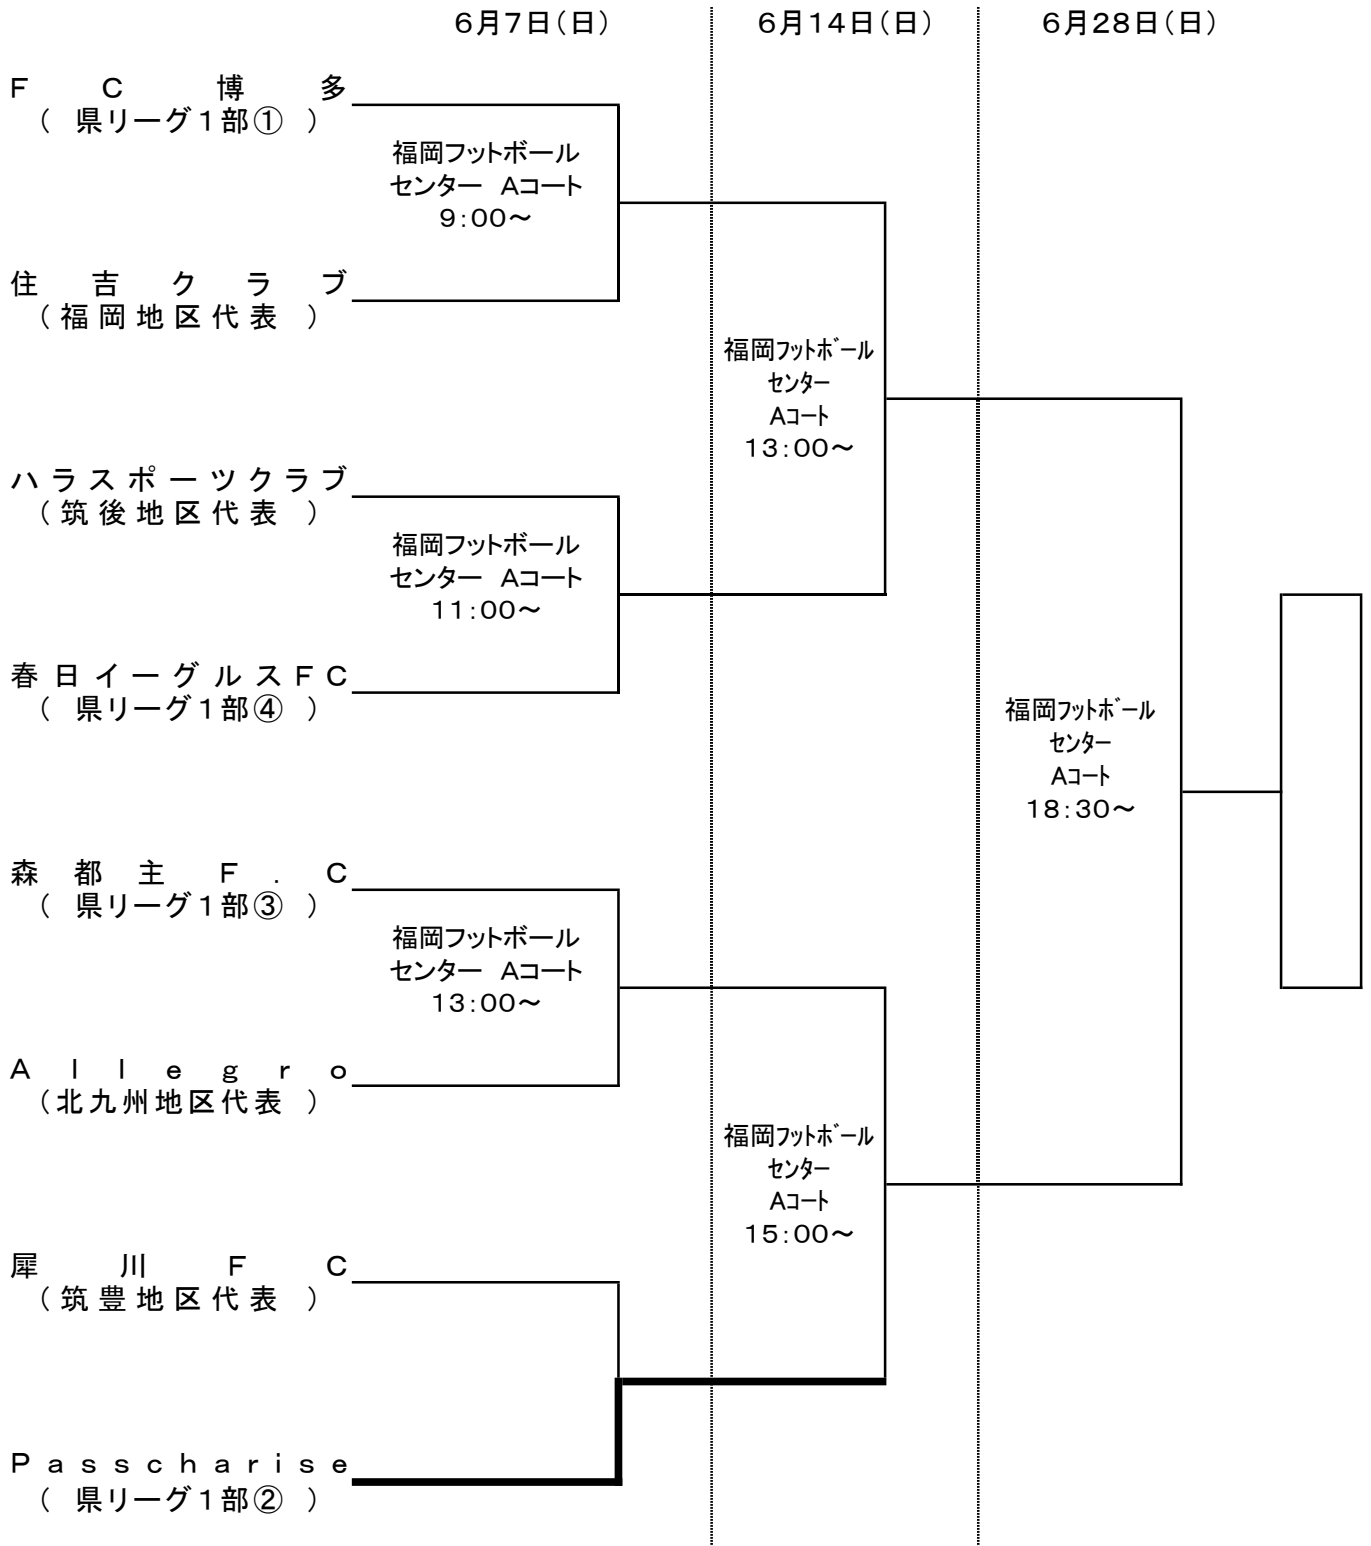 6月7日(日) 6月14日(日) 6月28日(日)
FC博多
(県リーグ1部①)
福岡フットボール
センター Aコート
9:00～
住吉クラブ
(福岡地区代表)
福岡フットボール
センター
Aコート
13:00～
ハラスポーツクラブ
(筑後地区代表)
福岡フットボール
センター Aコート
11:00～
春日イーグルスFC
(県リーグ1部④)
福岡フットボール
センター
Aコート
18:30～
森都主F.C
(県リーグ1部③)
福岡フットボール
センター Aコート
13:00～
Allegro
(北九州地区代表)
福岡フットボール
センター
Aコート
15:00～
犀川FC
(筑豊地区代表)
Passcharise
(県リーグ1部②)